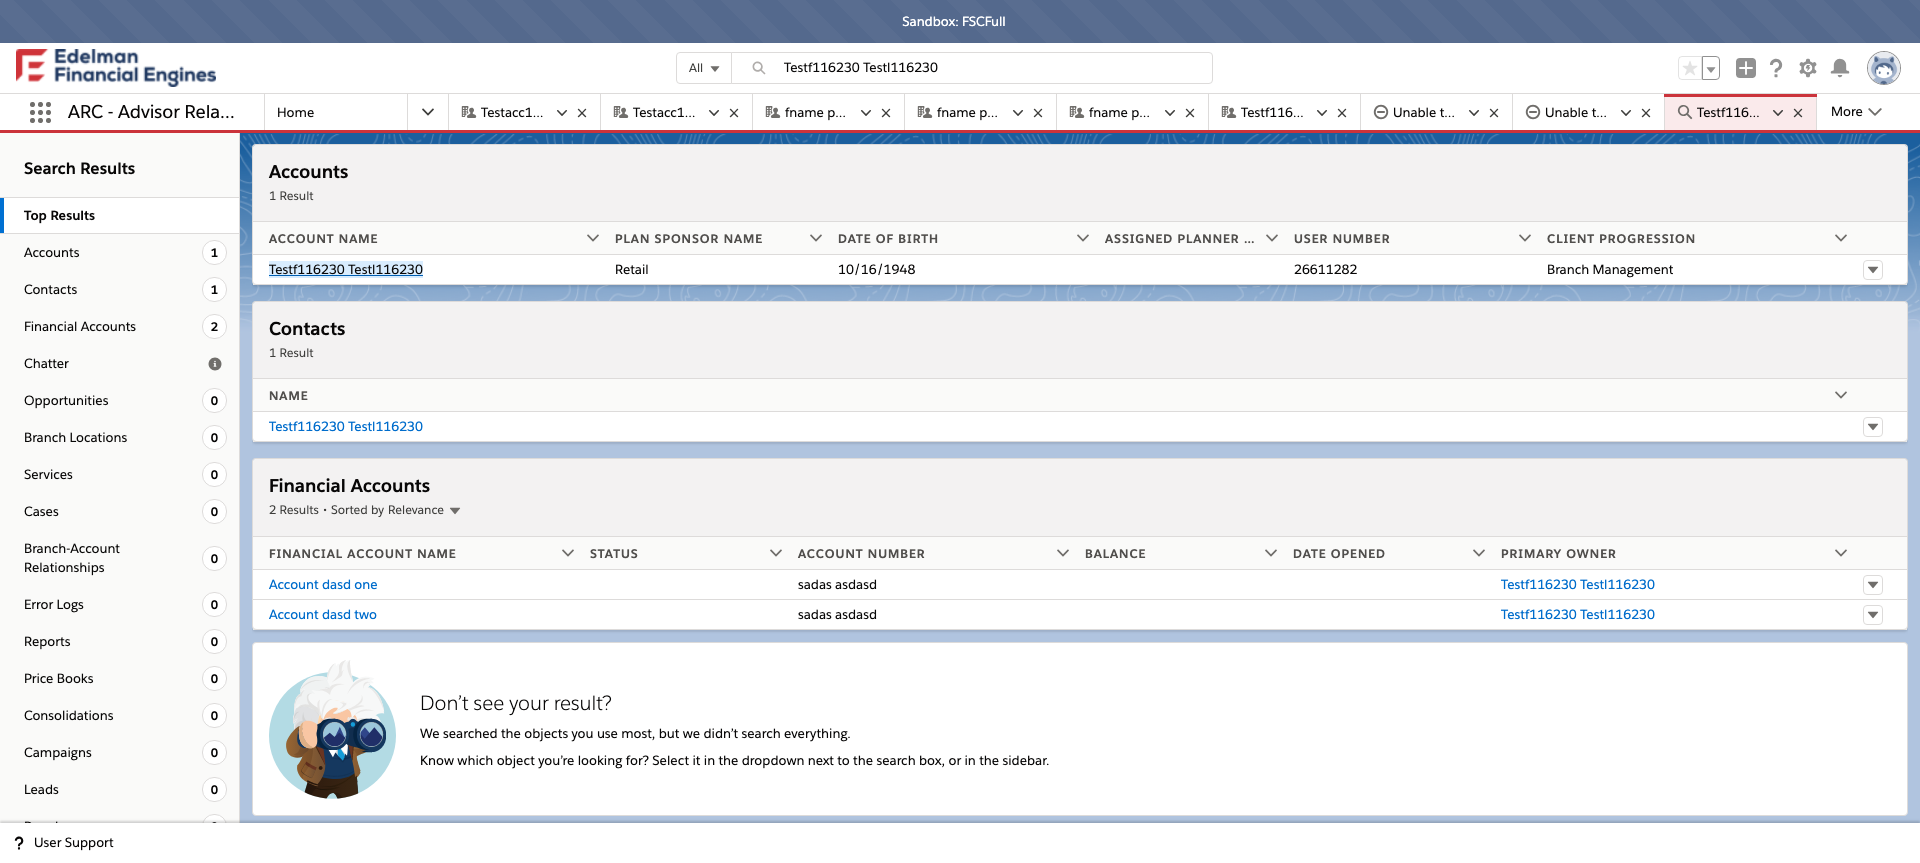 Sandbox: FSCFull
Edelman
Financial Engines
All
Testf116230 Testl116230
ARC - Advisor Rela...
Home
Testacc1...
Testacc1...
fname p...
fname p...
fname p...
Testf116...
Unable t...
Unable t...
Testf116...
More
Search Results
Top Results
Accounts 1
Contacts 1
Financial Accounts 2
Chatter
Opportunities 0
Branch Locations 0
Services 0
Cases 0
Branch-Account
Relationships 0
Error Logs 0
Reports 0
Price Books 0
Consolidations 0
Campaigns 0
Leads 0
Accounts
1 Result
ACCOUNT NAME PLAN SPONSOR NAME DATE OF BIRTH ASSIGNED PLANNER ... USER NUMBER CLIENT PROGRESSION
Testf116230 Testl116230 Retail 10/16/1948 26611282 Branch Management
Contacts
1 Result
NAME
Testf116230 Testl116230
Financial Accounts
2 Results • Sorted by Relevance
FINANCIAL ACCOUNT NAME STATUS ACCOUNT NUMBER BALANCE DATE OPENED PRIMARY OWNER
Account dasd one sadas asdasd Testf116230 Testl116230
Account dasd two sadas asdasd Testf116230 Testl116230
Don’t see your result?
We searched the objects you use most, but we didn’t search everything.
Know which object you’re looking for? Select it in the dropdown next to the search box, or in the sidebar.
User Support